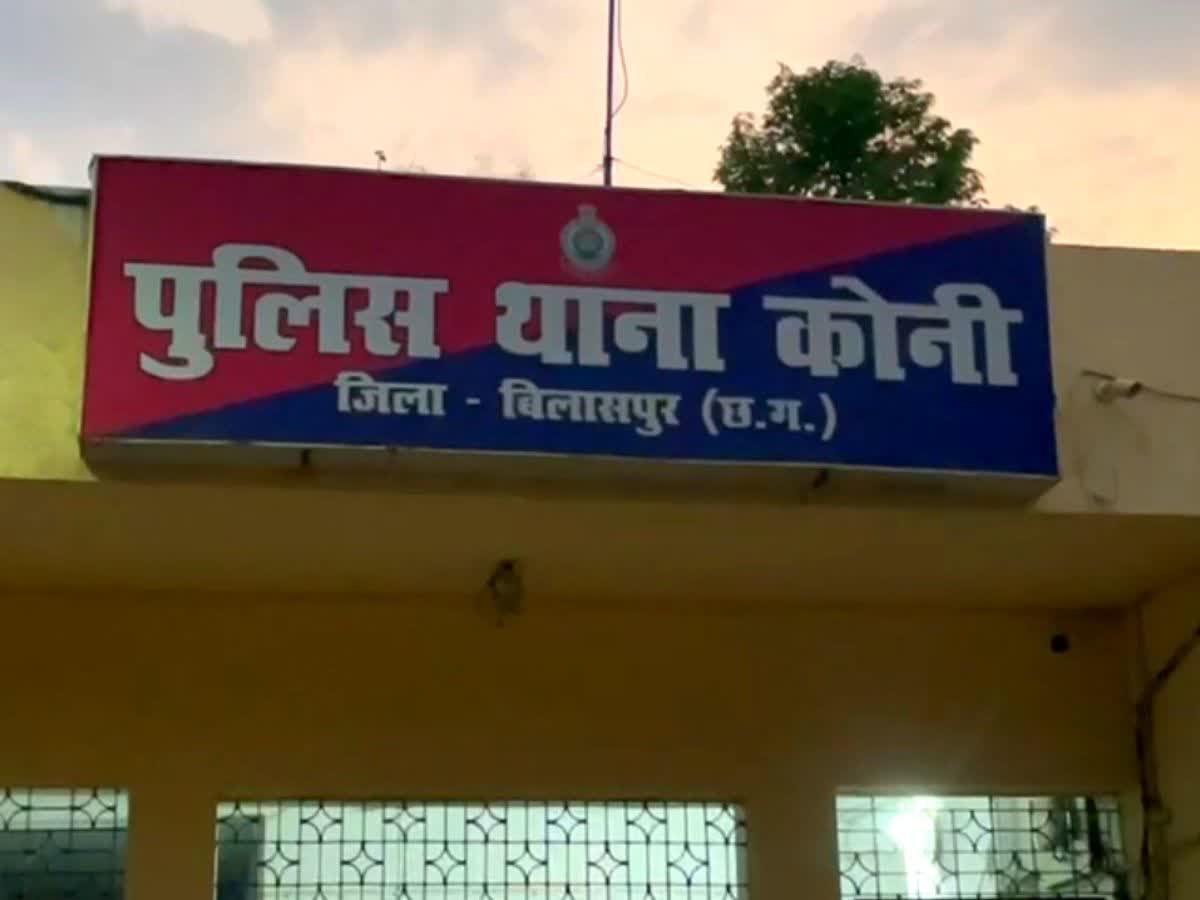 पुलिस थाना कोनी
जिला - बिलासपुर (छ.ग.)